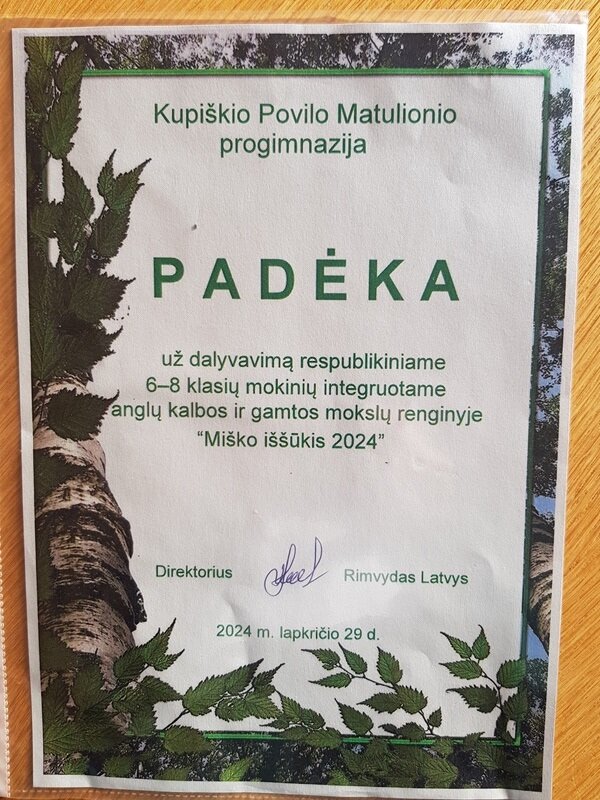 Kupiškio Povilo Matulionio
progimnazija
PADĖKA
už dalyvavimą respublikiniame
6–8 klasių mokinių integruotame
anglų kalbos ir gamtos mokslų renginyje
“Miško iššūkis 2024”
Direktorius Rimvydas Latvys
2024 m. lapkričio 29 d.